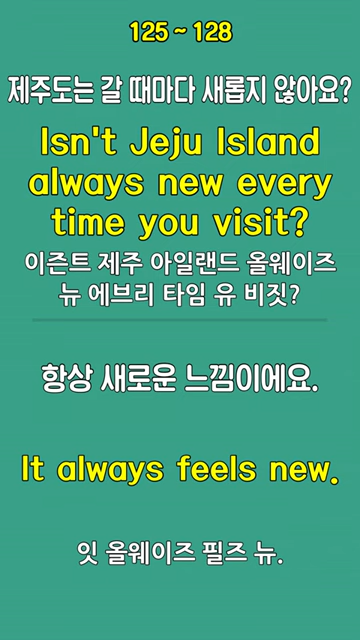 125 ~ 128
제주도는 갈 때마다 새롭지 않아요?
Isn't Jeju Island
always new every
time you visit?
이즌트 제주 아일랜드 올웨이즈
뉴 에브리 타임 유 비짓?
항상 새로운 느낌이에요.
It always feels new.
잇 올웨이즈 필즈 뉴.